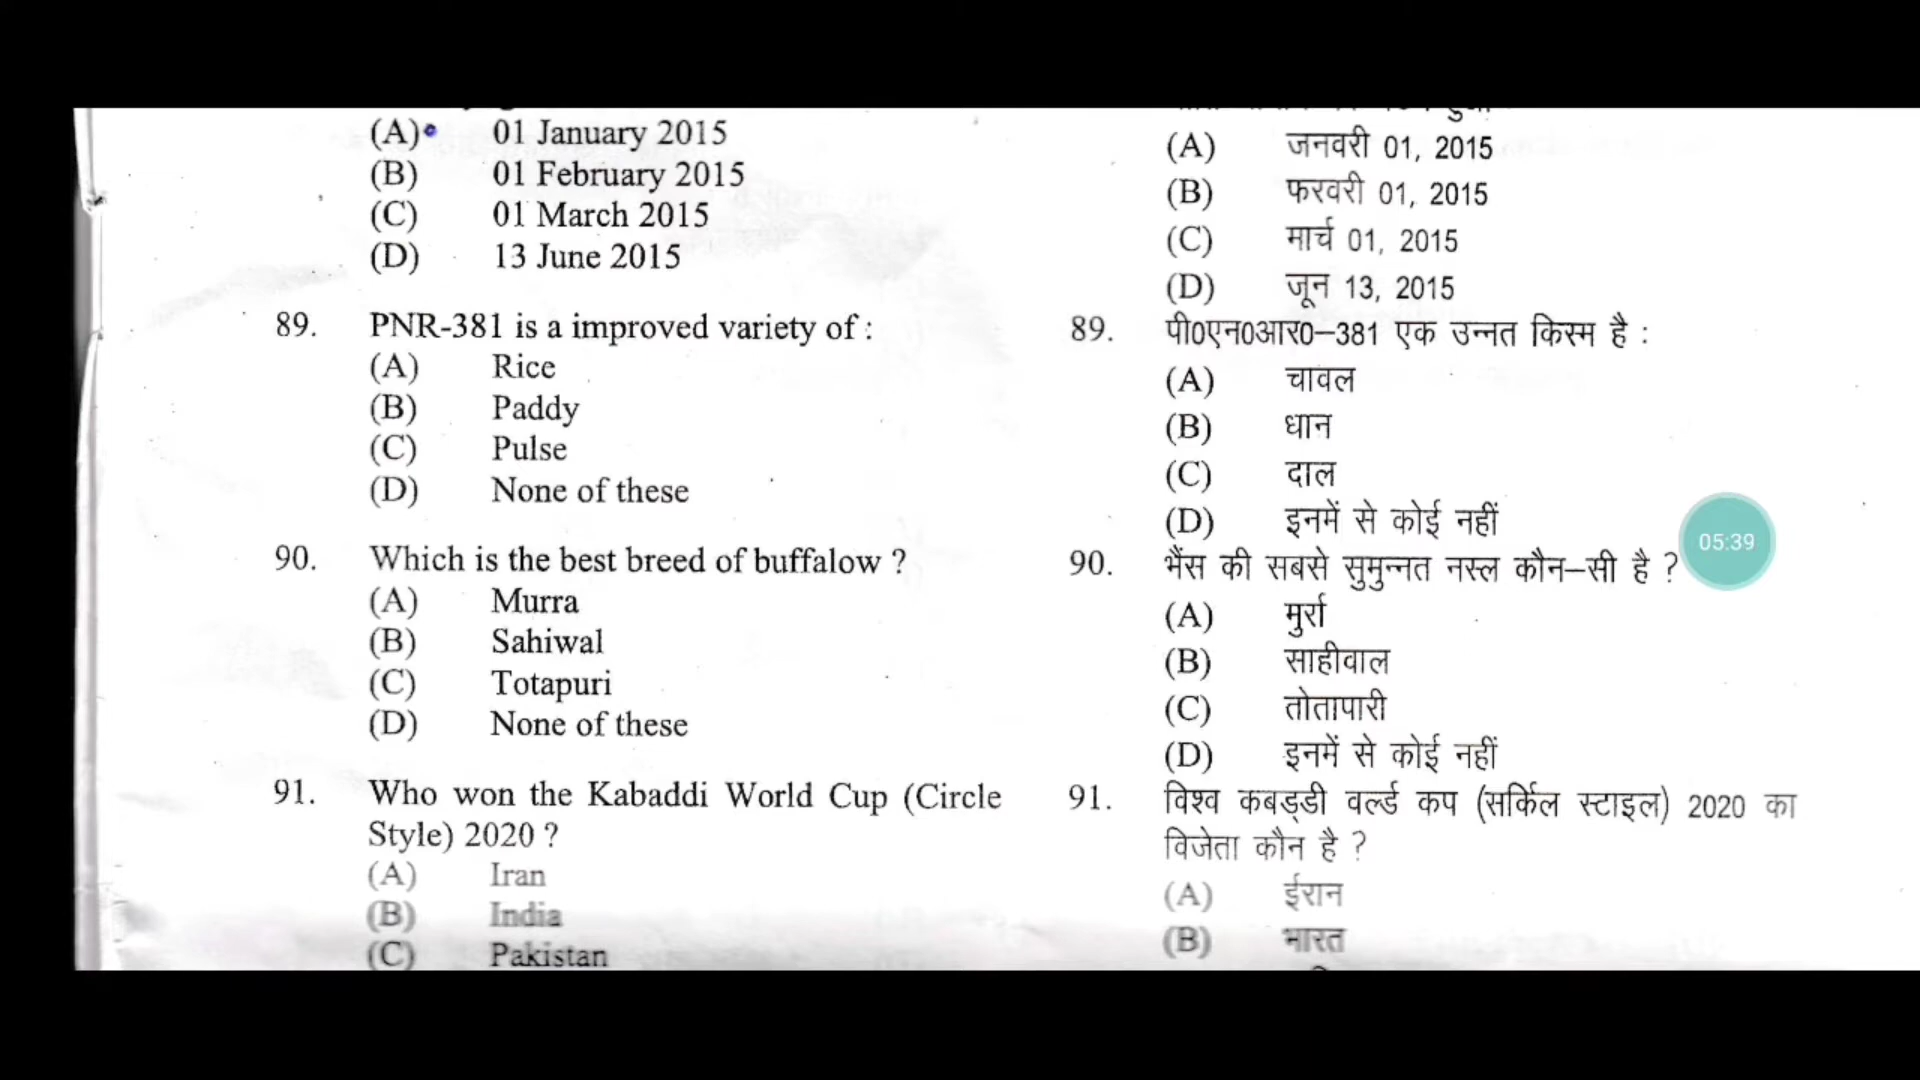 (A) 01 January 2015
(B) 01 February 2015
(C) 01 March 2015
(D) 13 June 2015
89. PNR-381 is a improved variety of :
(A) Rice
(B) Paddy
(C) Pulse
(D) None of these
90. Which is the best breed of buffalow ?
(A) Murra
(B) Sahiwal
(C) Totapuri
(D) None of these
91. Who won the Kabaddi World Cup (Circle
Style) 2020 ?
(A) Iran
(B) India
(C) Pakistan
(A) जनवरी 01, 2015
(B) फरवरी 01, 2015
(C) मार्च 01, 2015
(D) जून 13, 2015
89. पी0एन0आर0–381 एक उन्नत किस्म है :
(A) चावल
(B) धान
(C) दाल
(D) इनमें से कोई नहीं
90. भैंस की सबसे सुमुन्नत नस्ल कौन–सी है ?
(A) मुर्रा
(B) साहीवाल
(C) तोतापारी
(D) इनमें से कोई नहीं
91. विश्व कबड्डी वर्ल्ड कप (सर्किल स्टाइल) 2020 का
विजेता कौन है ?
(A) ईरान
(B) भारत
05:39